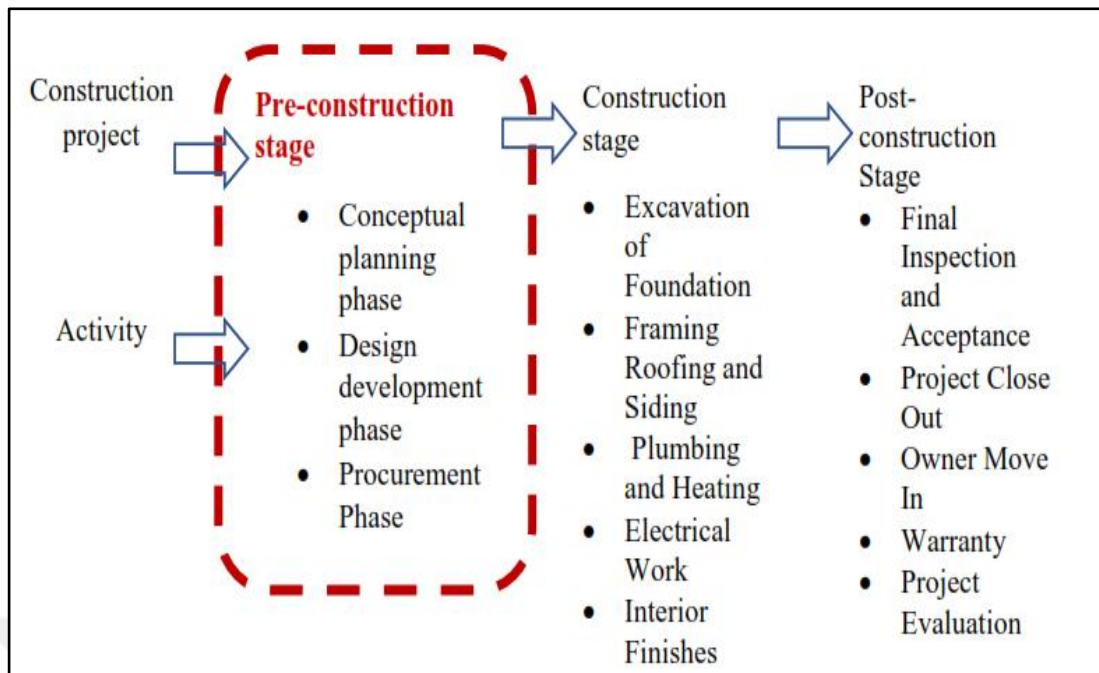 Construction
project
Activity
Pre-construction
stage
• Conceptual
planning
phase
• Design
development
phase
• Procurement
Phase
Construction
stage
• Excavation
of
Foundation
• Framing
Roofing and
Siding
• Plumbing
and Heating
• Electrical
Work
• Interior
Finishes
Post-
construction
Stage
• Final
Inspection
and
Acceptance
• Project Close
Out
• Owner Move
In
• Warranty
• Project
Evaluation